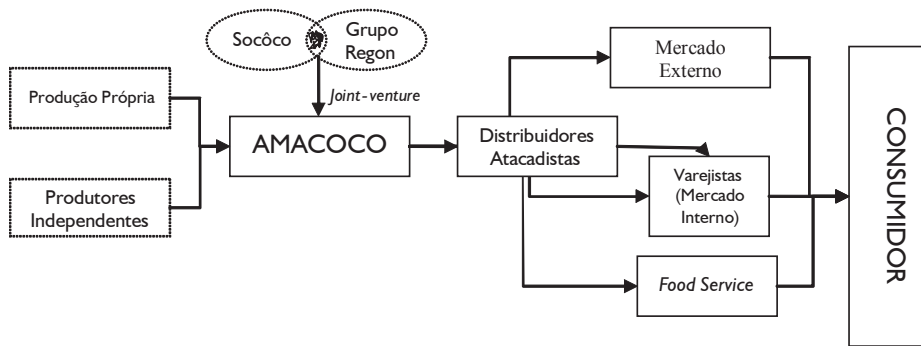 Socôco
Grupo
Regon
Joint-venture
Produção Própria
Produtores
Independentes
AMACOCO
Distribuidores
Atacadistas
Mercado
Externo
Varejistas
(Mercado
Interno)
Food Service
CONSUMIDOR